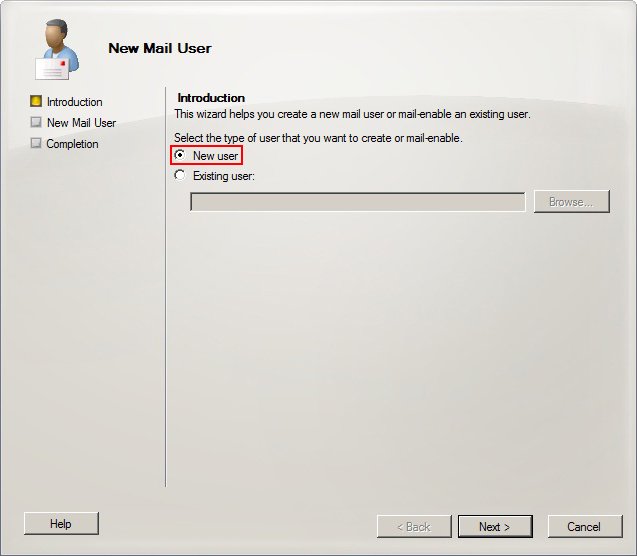 New Mail User
Introduction
New Mail User
Completion
Introduction
This wizard helps you create a new mail user or mail-enable an existing user.
Select the type of user that you want to create or mail-enable.
New user
Existing user:
Browse...
Help
< Back
Next >
Cancel